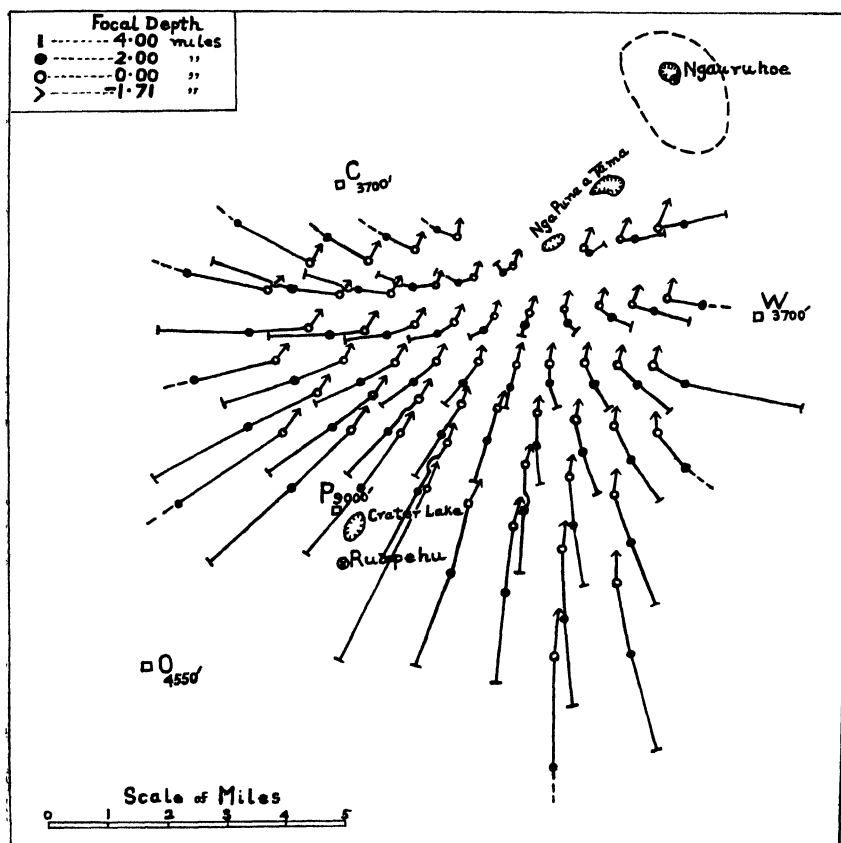 Focal Depth
4·00 miles
2·00 "
0·00 "
-1·71 "
Ngauruhoe
C 3700'
Nga Puna a Tama
W 3700'
P 9000'
Crater Lake
Ruapehu
O 4550'
Scale of Miles
0 1 2 3 4 5